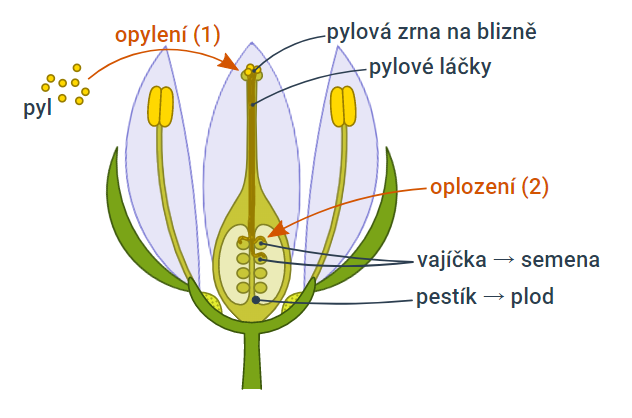 opylení (1)
pylová zrna na blizně
pylové láčky
pyl
oplození (2)
vajíčka → semena
pestík → plod